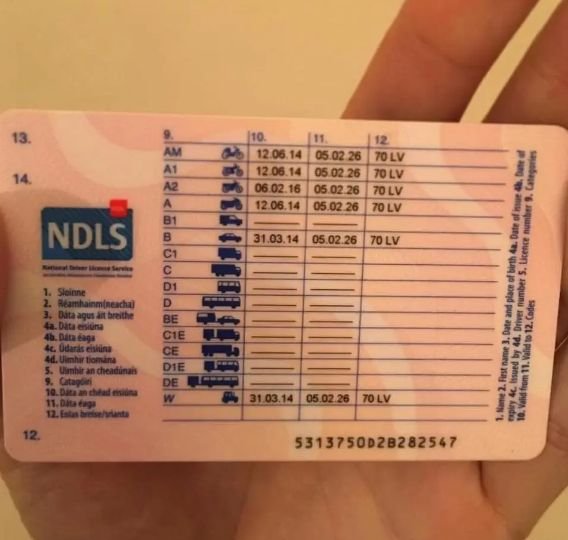 13.
14.
NDLS
National Driver Licence Service
1. Sloinne
2. Réamhainm(neacha)
3. Dáta agus áit breithe
4a. Dáta eisiúna
4b. Dáta éaga
4c. Údarás eisiúna
4d. Uimhir tiomána
5. Uimhir an cheadúnais
9. Catagóirí
10. Dáta an chéad eisiúna
11. Dáta éaga
12. Eolas breise/srianta
12.
9. 10. 11. 12.
AM 12.06.14 05.02.26 70 LV
A1 12.06.14 05.02.26 70 LV
A2 06.02.16 05.02.26 70 LV
A 12.06.14 05.02.26 70 LV
B1
B 31.03.14 05.02.26 70 LV
C1
C
D1
D
BE
C1E
CE
D1E
DE
W 31.03.14 05.02.26 70 LV
5313750D2B282547
1. Name 2. First name 3. Date and place of birth 4a. Date of issue 4b. Date of
expiry 4c. Issued by 4d. Driver number 5. Licence number 9. Categories
10. Valid from 11. Valid to 12. Codes